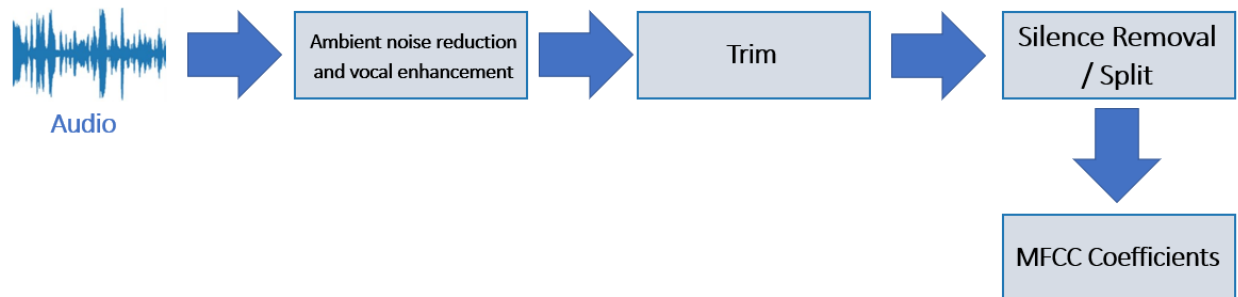 Audio
Ambient noise reduction
and vocal enhancement
Trim
Silence Removal
/ Split
MFCC Coefficients